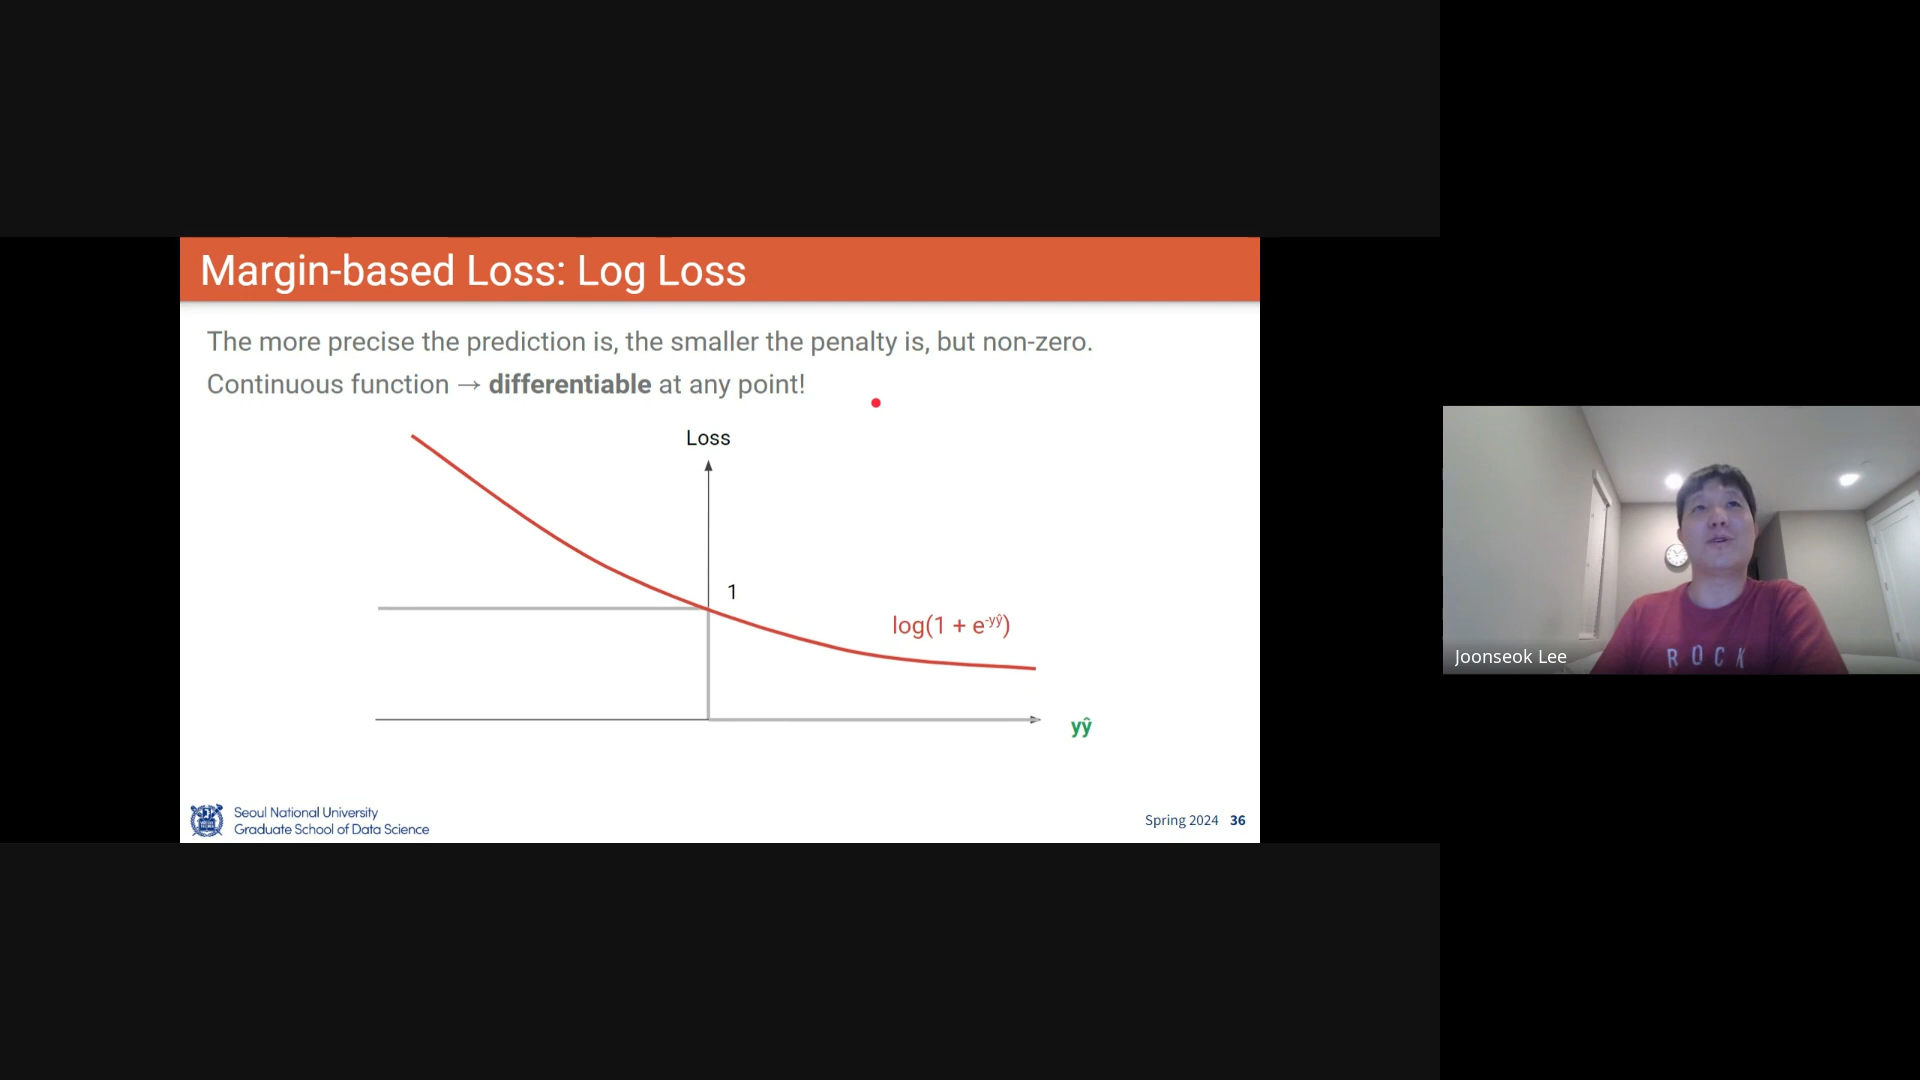 Margin-based Loss: Log Loss
The more precise the prediction is, the smaller the penalty is, but non-zero.
Continuous function → differentiable at any point!
Loss
1
log(1 + e^-yŷ)
yŷ
Seoul National University
Graduate School of Data Science
Spring 2024 36
Joonseok Lee
ROCK